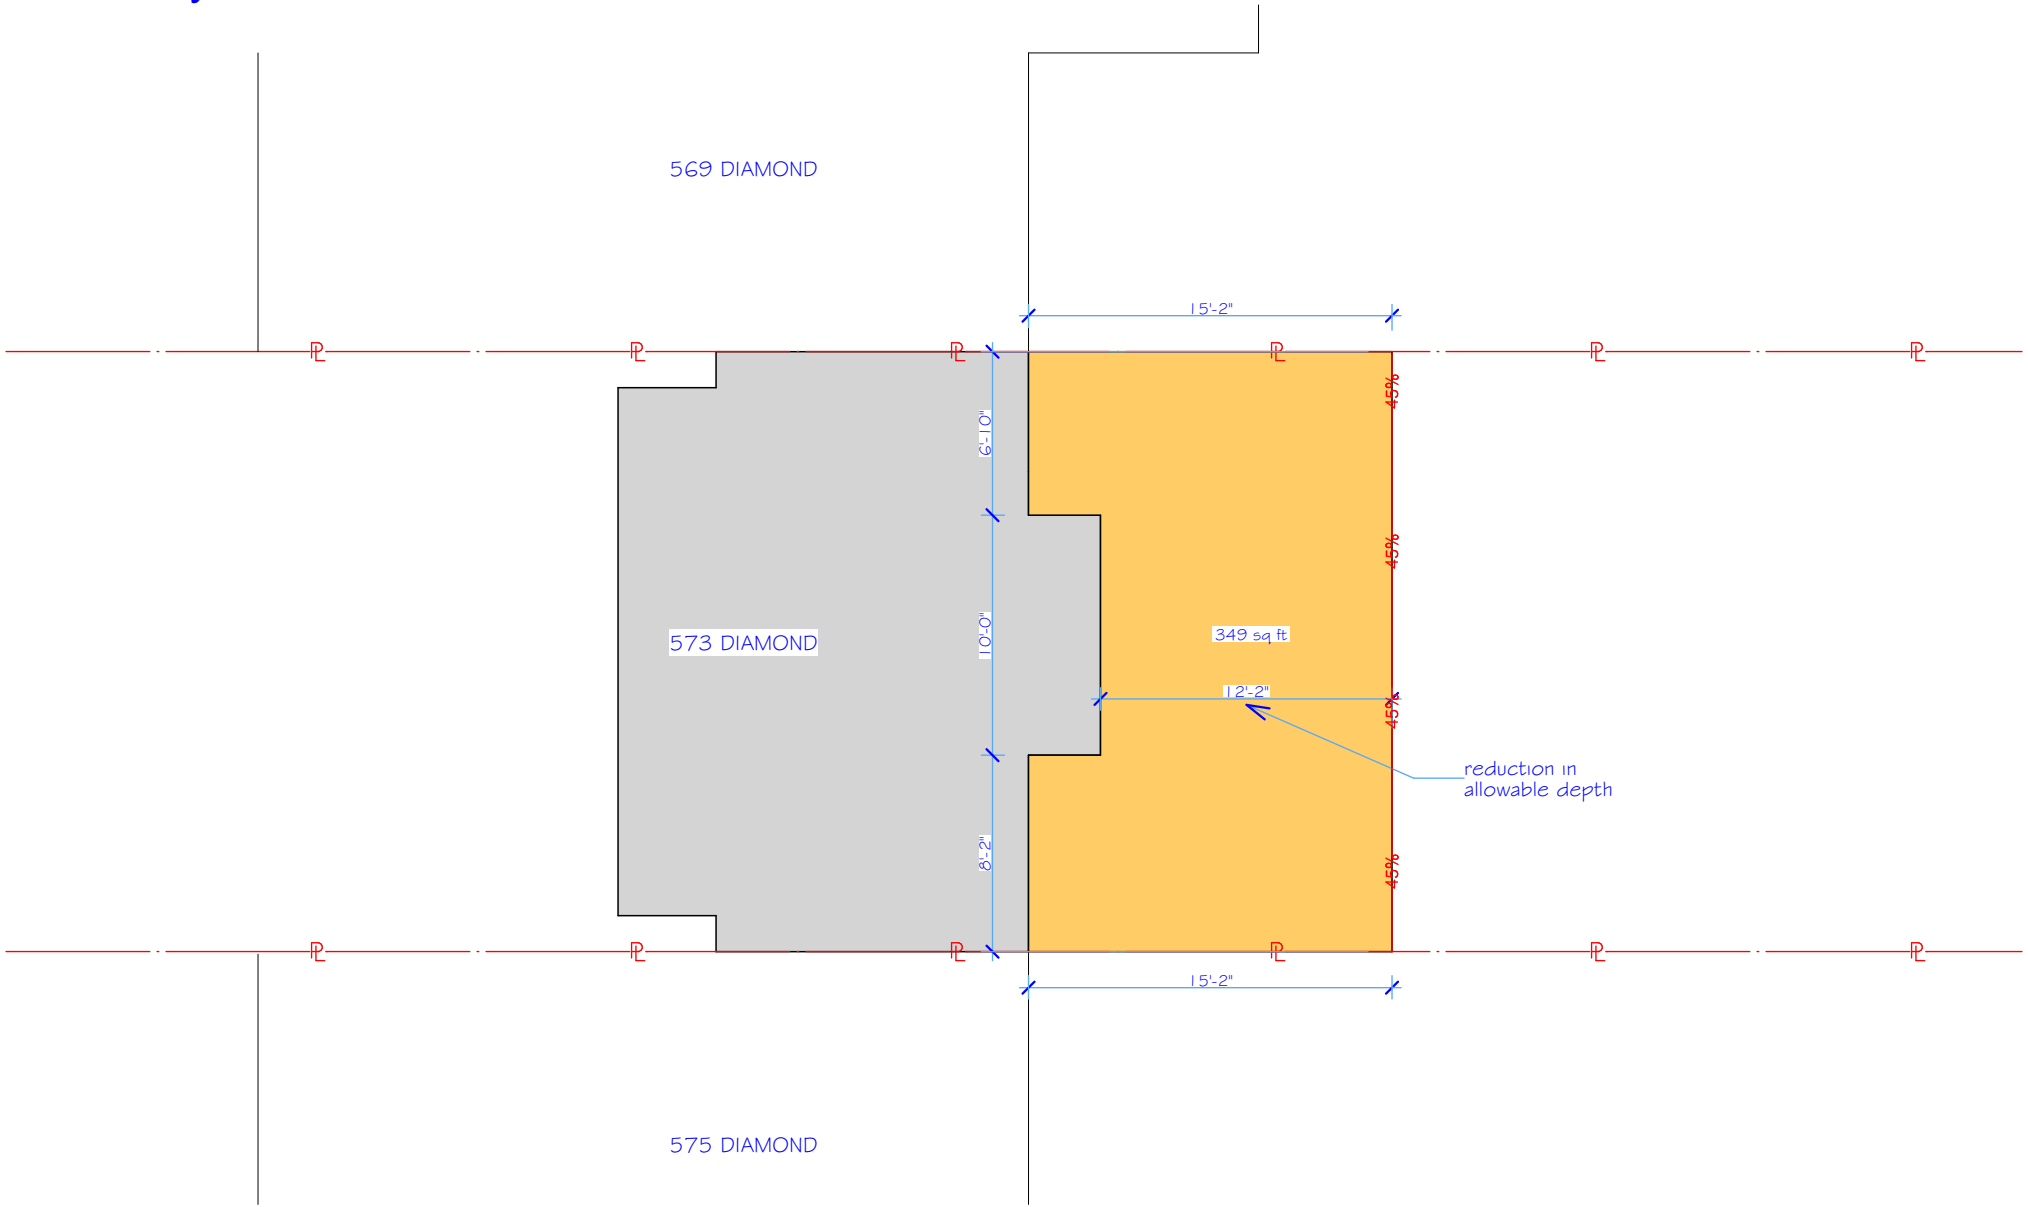 569 DIAMOND
15'-2"
PL PL PL PL PL PL
45%
6'-10"
45%
10'-0"
349 sq ft
573 DIAMOND
12'-2"
45%
reduction in
allowable depth
8'-2"
45%
PL PL PL PL PL PL
15'-2"
575 DIAMOND